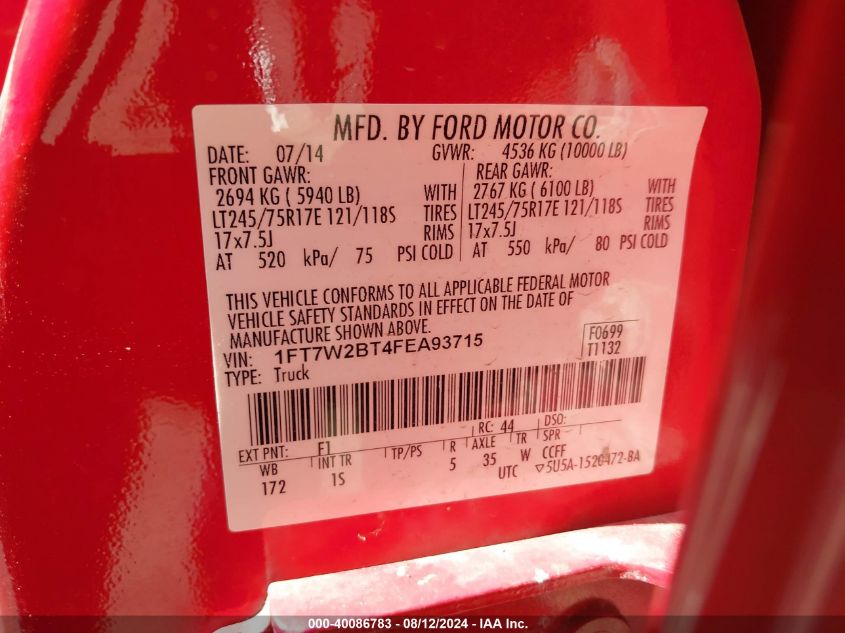 MFD. BY FORD MOTOR CO.
DATE: 07/14 GVWR: 4536 KG (10000 LB)
FRONT GAWR: REAR GAWR:
2694 KG ( 5940 LB) WITH 2767 KG ( 6100 LB) WITH
LT245/75R17E 121/118S TIRES LT245/75R17E 121/118S TIRES
17x7.5J RIMS 17x7.5J RIMS
AT 520 kPa/ 75 PSI COLD AT 550 kPa/ 80 PSI COLD
THIS VEHICLE CONFORMS TO ALL APPLICABLE FEDERAL MOTOR
VEHICLE SAFETY STANDARDS IN EFFECT ON THE DATE OF
MANUFACTURE SHOWN ABOVE.
VIN: 1FT7W2BT4FEA93715 F0699
TYPE: Truck T1132
EXT PNT: F1 RC: 44 DSO:
WB INT TR TP/PS R AXLE TR SPR
172 1S 5 35 W CCFF
UTC ▽5U5A-1520472-BA
000-40086783 - 08/12/2024 - IAA Inc.